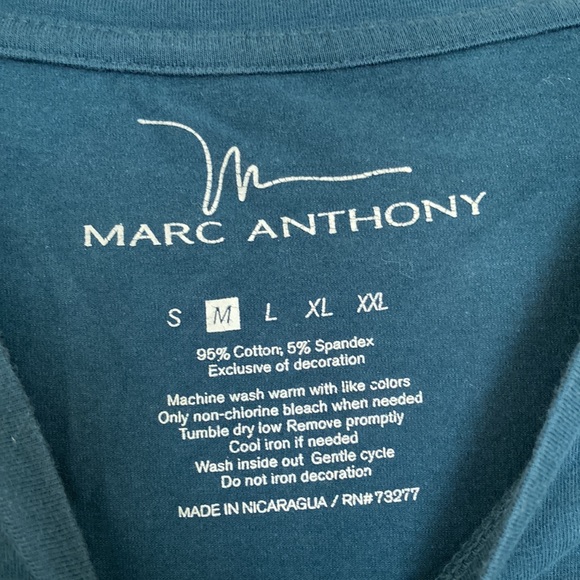 MARC ANTHONY
S M L XL XXL
95% Cotton; 5% Spandex
Exclusive of decoration
Machine wash warm with like colors
Only non-chlorine bleach when needed
Tumble dry low Remove promptly
Cool iron if needed
Wash inside out Gentle cycle
Do not iron decoration
MADE IN NICARAGUA / RN# 73277